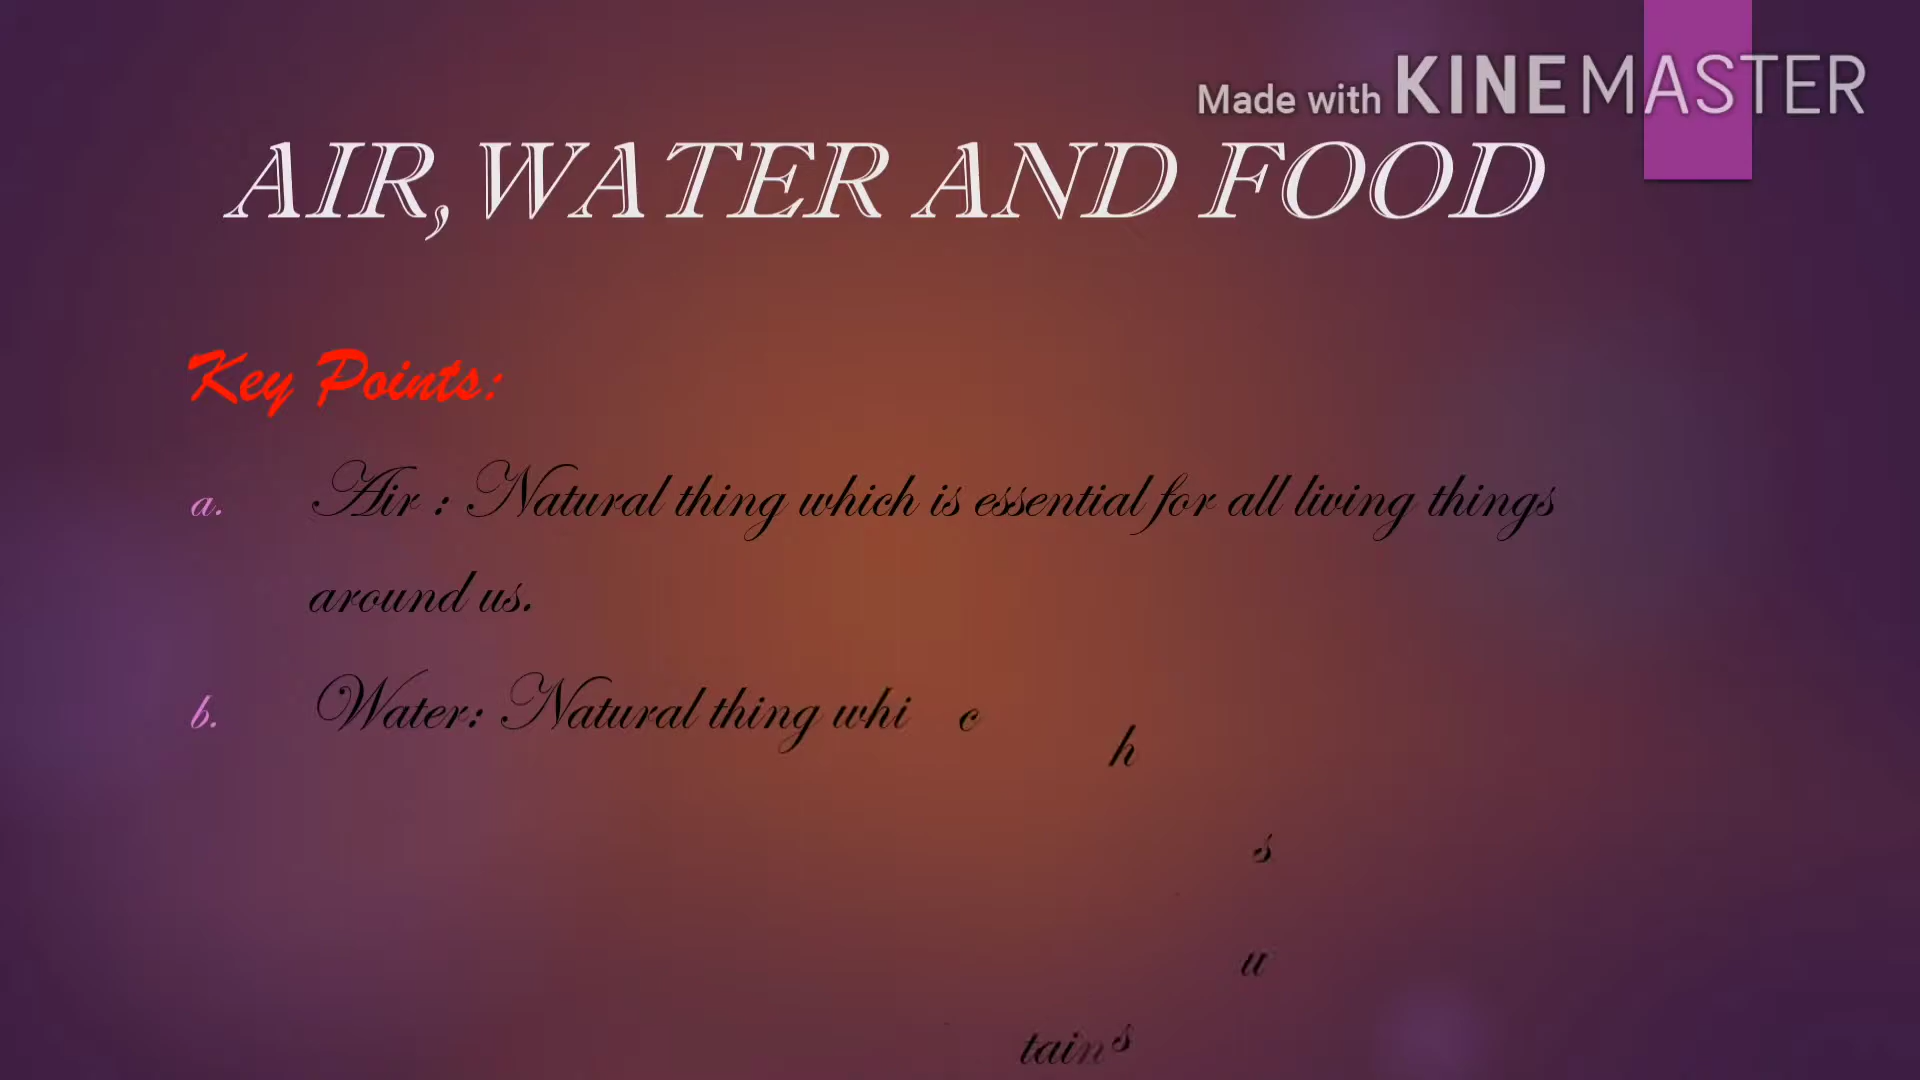 Made with KINEMASTER
AIR, WATER AND FOOD
Key Points:
a. Air : Natural thing which is essential for all living things
around us.
b. Water: Natural thing whi c
h
s
u
s
tain